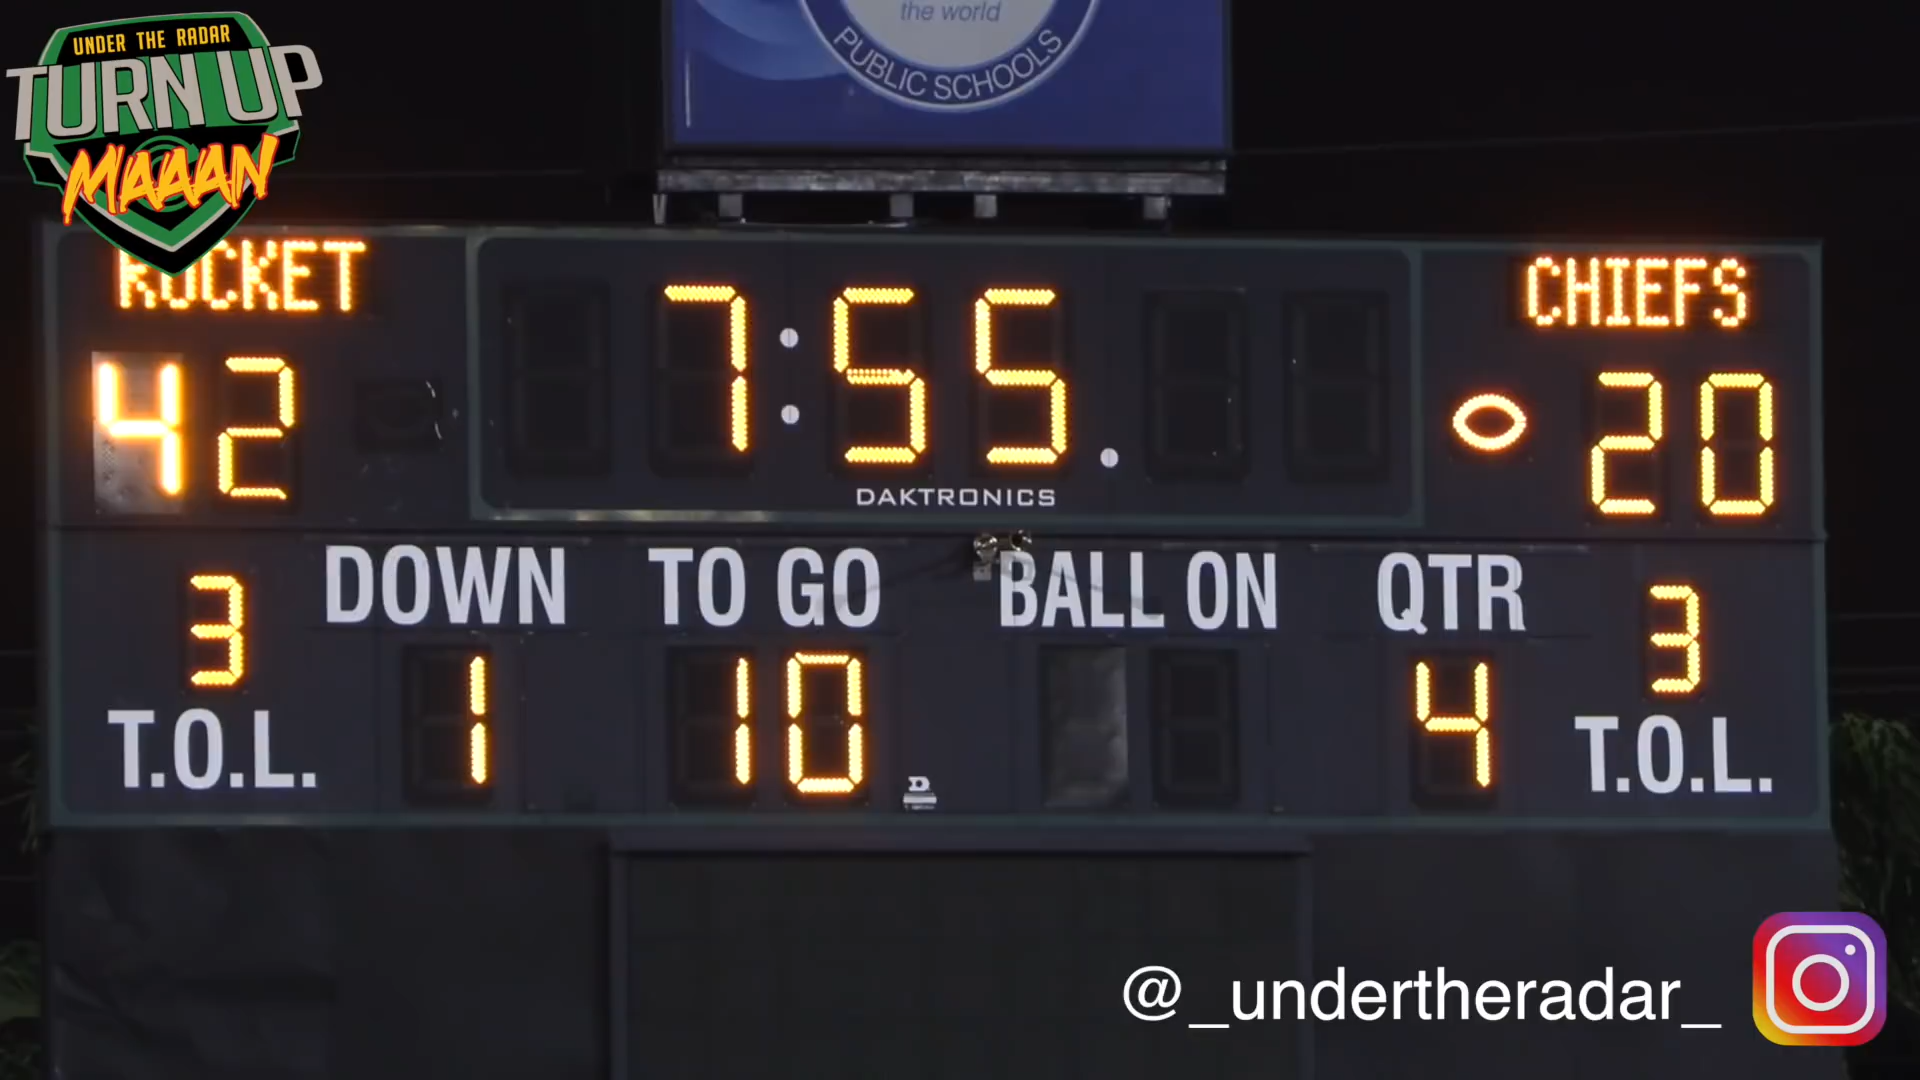 the world
PUBLIC SCHOOLS
UNDER THE RADAR
TURN UP
MAAAN
ROCKET
7:55
CHIEFS
42
20
DAKTRONICS
DOWN
TO GO
BALL ON
QTR
3
3
T.O.L.
1
10
4
T.O.L.
@_undertheradar_